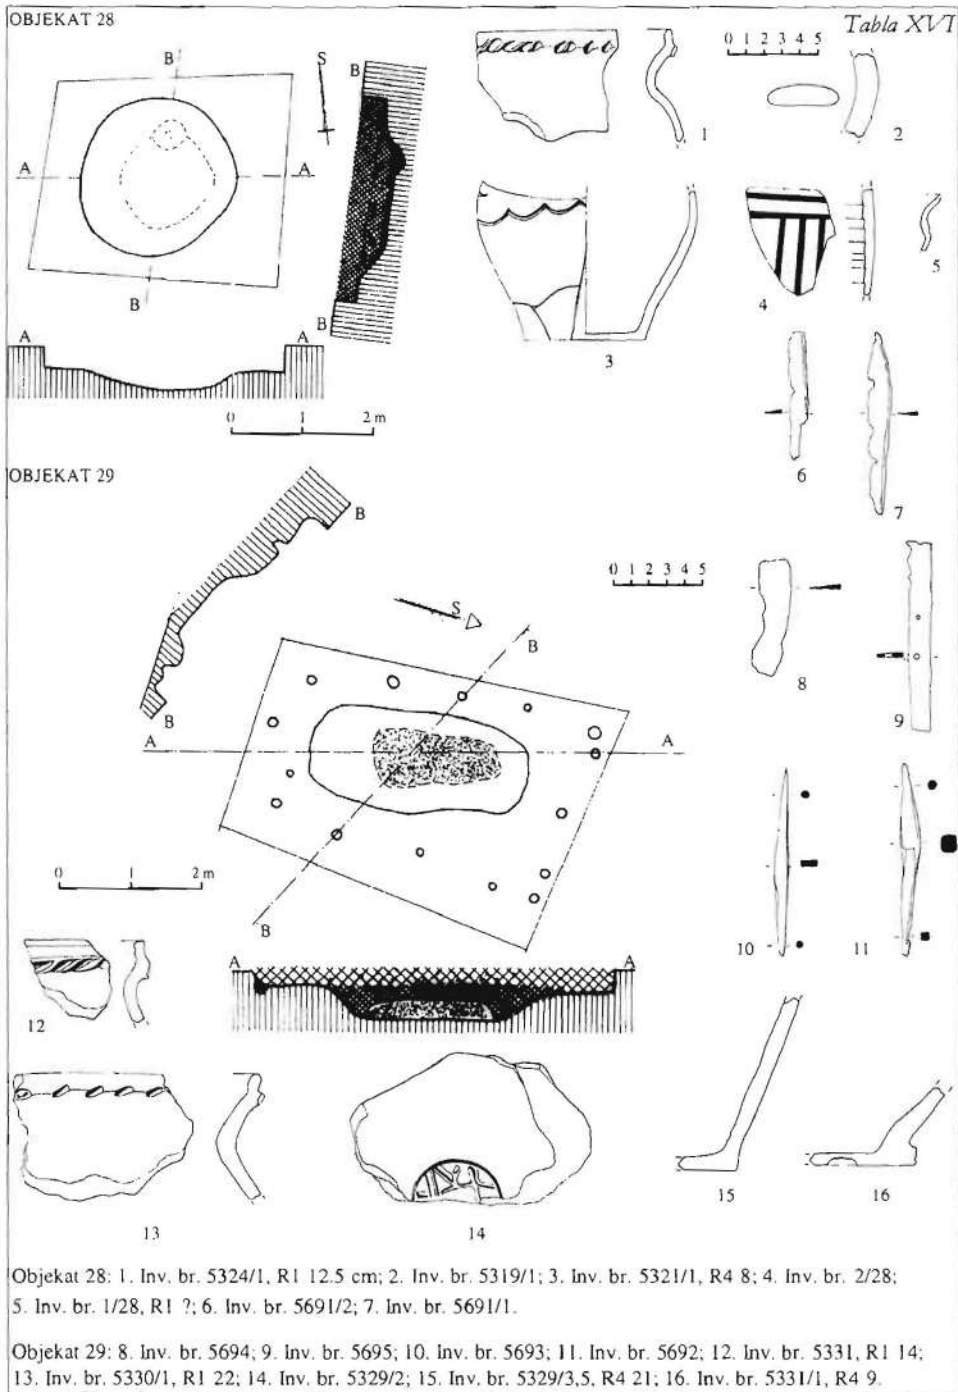 OBJEKAT 28
Tabla XVI
B
S
B
A
A
B
B
A
A
0 1 2 m
0 1 2 3 4 5
1
2
3
4
5
6
7
OBJEKAT 29
B
B
S
B
A
A
B
0 1 2 m
A
A
0 1 2 3 4 5
8
9
10
11
12
13
14
15
16
Objekat 28: 1. Inv. br. 5324/1, R1 12.5 cm; 2. Inv. br. 5319/1; 3. Inv. br. 5321/1, R4 8; 4. Inv. br. 2/28;
5. Inv. br. 1/28, R1 ?; 6. Inv. br. 5691/2; 7. Inv. br. 5691/1.
Objekat 29: 8. Inv. br. 5694; 9. Inv. br. 5695; 10. Inv. br. 5693; 11. Inv. br. 5692; 12. Inv. br. 5331, R1 14;
13. Inv. br. 5330/1, R1 22; 14. Inv. br. 5329/2; 15. Inv. br. 5329/3,5, R4 21; 16. Inv. br. 5331/1, R4 9.